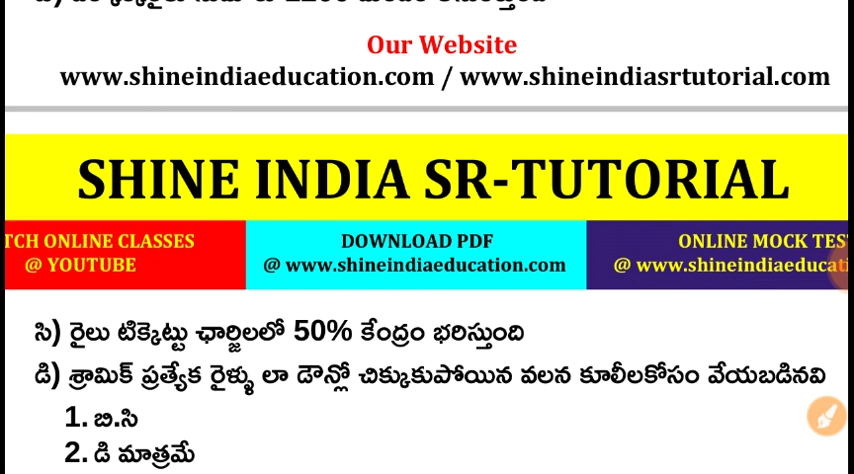 Our Website
www.shineindiaeducation.com / www.shineindiasrtutorial.com
SHINE INDIA SR-TUTORIAL
TCH ONLINE CLASSES
@ YOUTUBE
DOWNLOAD PDF
@ www.shineindiaeducation.com
ONLINE MOCK TES
@ www.shineindiaeducati
సి) రైలు టిక్కెట్టు ఛార్జిలలో 50% కేంద్రం భరిస్తుంది
డి) శ్రామిక్ ప్రత్యేక రైళ్ళు లా డౌన్లో చిక్కుకుపోయిన వలన కూలీలకోసం వేయబడినవి
1. బి.సి
2. డి మాత్రమే